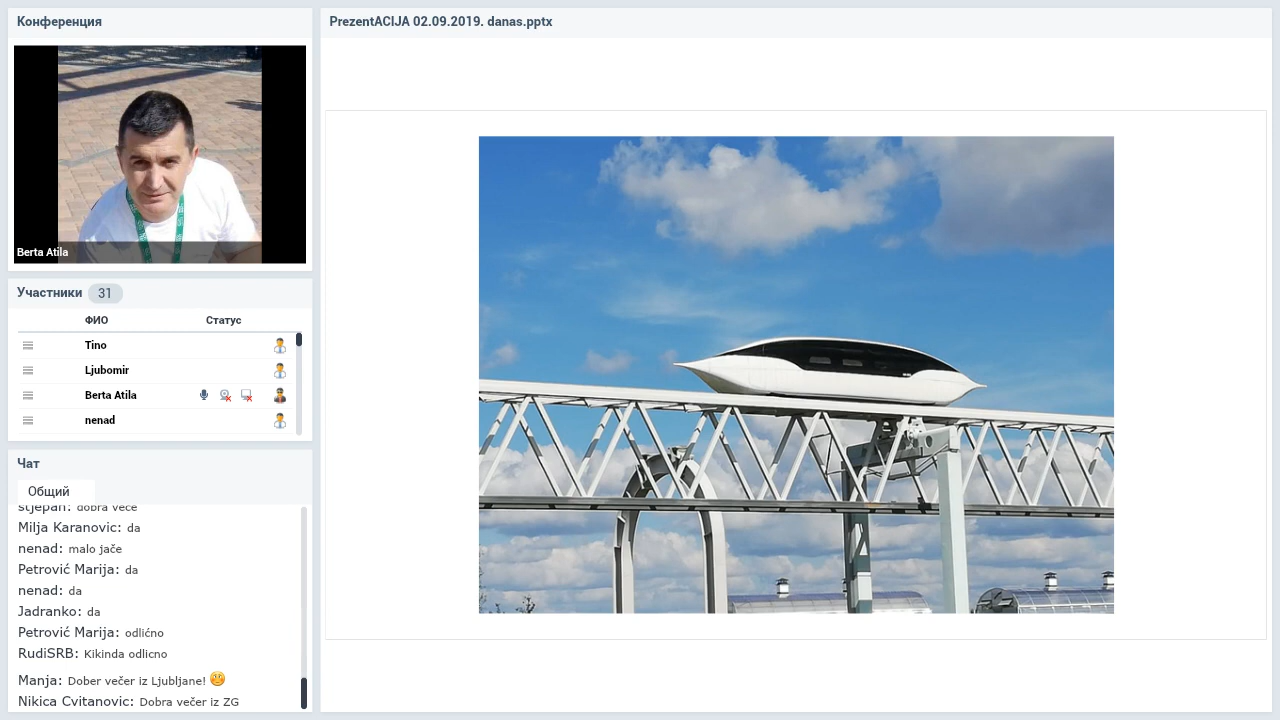 Конференция
Berta Atila
Участники 31
ФИО Статус
Tino
Ljubomir
Berta Atila
nenad
Чат
Общий
stjepan: dobra veče
Milja Karanovic: da
nenad: malo jače
Petrović Marija: da
nenad: da
Jadranko: da
Petrović Marija: odlićno
RudiSRB: Kikinda odlicno
Manja: Dober večer iz Ljubljane!
Nikica Cvitanovic: Dobra večer iz ZG
PrezentACIJA 02.09.2019. danas.pptx